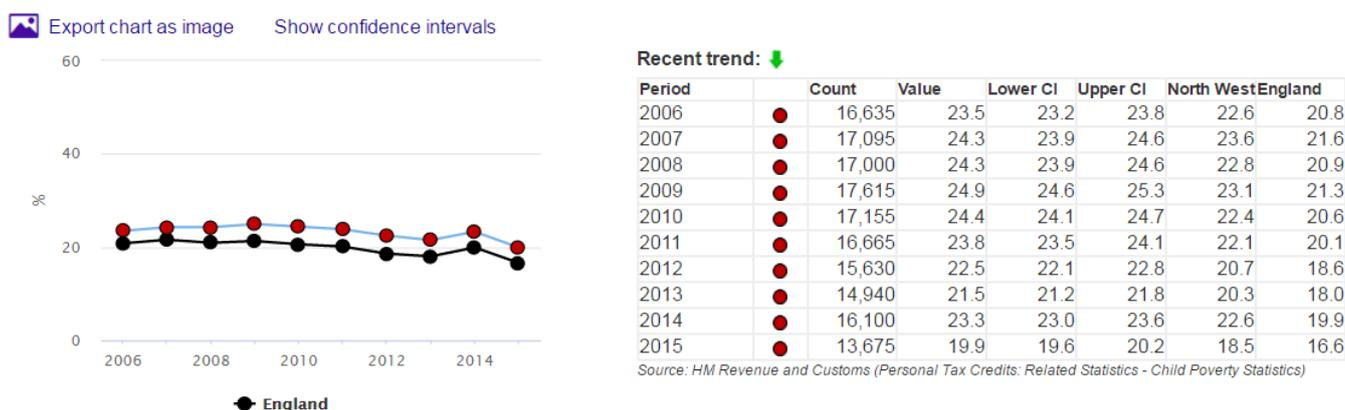 Export chart as image Show confidence intervals
60
40
%
20
0
2006 2008 2010 2012 2014
England
Recent trend:
Period Count Value Lower CI Upper CI North West England
2006 16,635 23.5 23.2 23.8 22.6 20.8
2007 17,095 24.3 23.9 24.6 23.6 21.6
2008 17,000 24.3 23.9 24.6 22.8 20.9
2009 17,615 24.9 24.6 25.3 23.1 21.3
2010 17,155 24.4 24.1 24.7 22.4 20.6
2011 16,665 23.8 23.5 24.1 22.1 20.1
2012 15,630 22.5 22.1 22.8 20.7 18.6
2013 14,940 21.5 21.2 21.8 20.3 18.0
2014 16,100 23.3 23.0 23.6 22.6 19.9
2015 13,675 19.9 19.6 20.2 18.5 16.6
Source: HM Revenue and Customs (Personal Tax Credits: Related Statistics - Child Poverty Statistics)